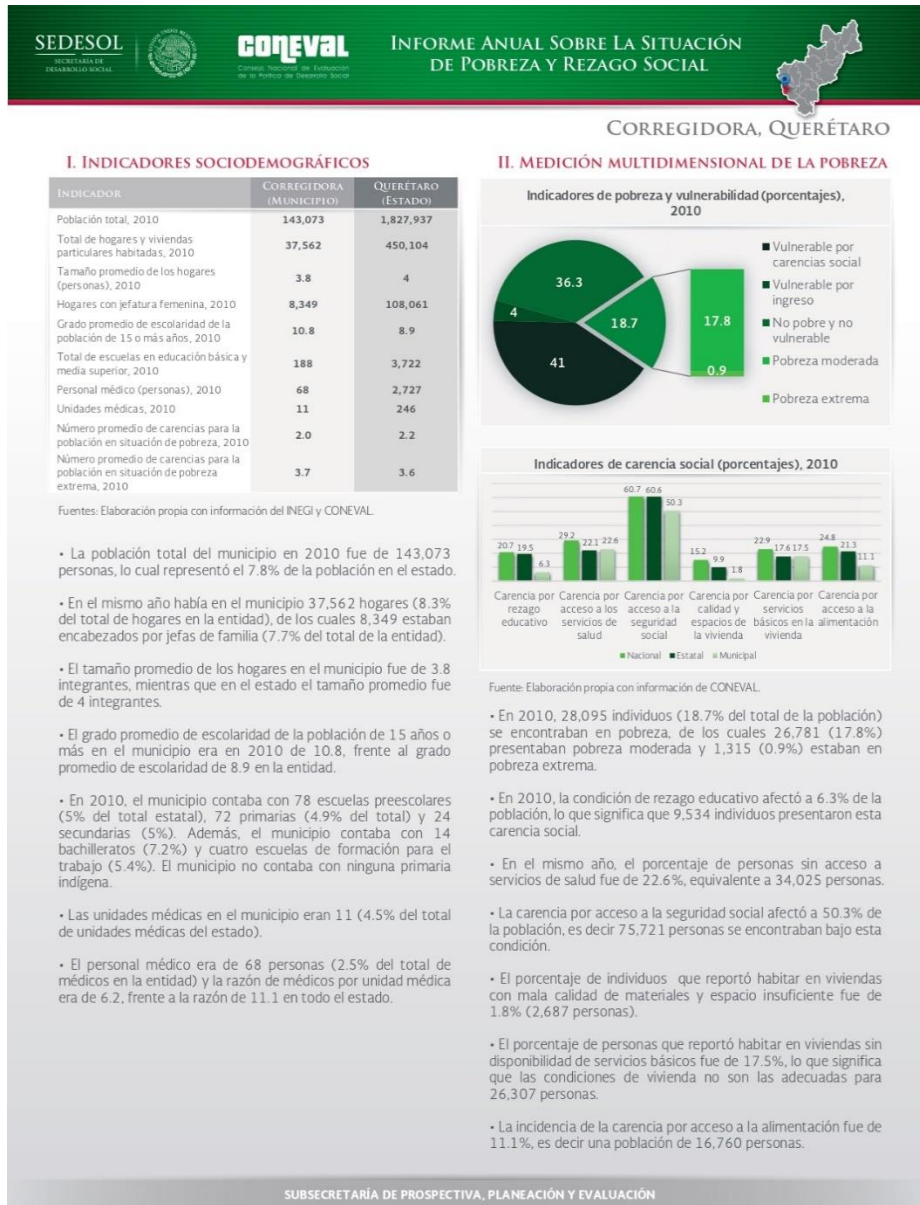 SEDESOL
SECRETARÍA DE
DESARROLLO SOCIAL
CONEVAL
Consejo Nacional de Evaluación
de la Política de Desarrollo Social
INFORME ANUAL SOBRE LA SITUACIÓN
DE POBREZA Y REZAGO SOCIAL
CORREGIDORA, QUERÉTARO
I. INDICADORES SOCIODEMOGRÁFICOS
INDICADOR CORREGIDORA (MUNICIPIO) QUERÉTARO (ESTADO)
Población total, 2010 143,073 1,827,937
Total de hogares y viviendas
particulares habitadas, 2010 37,562 450,104
Tamaño promedio de los hogares
(personas), 2010 3.8 4
Hogares con jefatura femenina, 2010 8,349 108,061
Grado promedio de escolaridad de la
población de 15 o más años, 2010 10.8 8.9
Total de escuelas en educación básica y
media superior, 2010 188 3,722
Personal médico (personas), 2010 68 2,727
Unidades médicas, 2010 11 246
Número promedio de carencias para la
población en situación de pobreza, 2010 2.0 2.2
Número promedio de carencias para la
población en situación de pobreza
extrema, 2010 3.7 3.6
Fuentes: Elaboración propia con información del INEGI y CONEVAL.
• La población total del municipio en 2010 fue de 143,073
personas, lo cual representó el 7.8% de la población en el estado.
• En el mismo año había en el municipio 37,562 hogares (8.3%
del total de hogares en la entidad), de los cuales 8,349 estaban
encabezados por jefas de familia (7.7% del total de la entidad).
• El tamaño promedio de los hogares en el municipio fue de 3.8
integrantes, mientras que en el estado el tamaño promedio fue
de 4 integrantes.
• El grado promedio de escolaridad de la población de 15 años o
más en el municipio era en 2010 de 10.8, frente al grado
promedio de escolaridad de 8.9 en la entidad.
• En 2010, el municipio contaba con 78 escuelas preescolares
(5% del total estatal), 72 primarias (4.9% del total) y 24
secundarias (5%). Además, el municipio contaba con 14
bachilleratos (7.2%) y cuatro escuelas de formación para el
trabajo (5.4%). El municipio no contaba con ninguna primaria
indígena.
• Las unidades médicas en el municipio eran 11 (4.5% del total
de unidades médicas del estado).
• El personal médico era de 68 personas (2.5% del total de
médicos en la entidad) y la razón de médicos por unidad médica
era de 6.2, frente a la razón de 11.1 en todo el estado.
II. MEDICIÓN MULTIDIMENSIONAL DE LA POBREZA
Indicadores de pobreza y vulnerabilidad (porcentajes),
2010
36.3
4
41
18.7
17.8
0.9
Vulnerable por
carencias social
Vulnerable por
ingreso
No pobre y no
vulnerable
Pobreza moderada
Pobreza extrema
Indicadores de carencia social (porcentajes), 2010
20.7 19.5 6.3
29.2 22.1 22.6
60.7 60.6 50.3
15.2 9.9 1.8
22.9 17.6 17.5
24.8 21.3 11.1
Carencia por
rezago
educativo
Carencia por
acceso a los
servicios de
salud
Carencia por
acceso a la
seguridad
social
Carencia por
calidad y
espacios de
la vivienda
Carencia por
servicios
básicos en la
vivienda
Carencia por
acceso a la
alimentación
Nacional Estatal Municipal
Fuente: Elaboración propia con información de CONEVAL.
• En 2010, 28,095 individuos (18.7% del total de la población)
se encontraban en pobreza, de los cuales 26,781 (17.8%)
presentaban pobreza moderada y 1,315 (0.9%) estaban en
pobreza extrema.
• En 2010, la condición de rezago educativo afectó a 6.3% de la
población, lo que significa que 9,534 individuos presentaron esta
carencia social.
• En el mismo año, el porcentaje de personas sin acceso a
servicios de salud fue de 22.6%, equivalente a 34,025 personas.
• La carencia por acceso a la seguridad social afectó a 50.3% de
la población, es decir 75,721 personas se encontraban bajo esta
condición.
• El porcentaje de individuos que reportó habitar en viviendas
con mala calidad de materiales y espacio insuficiente fue de
1.8% (2,687 personas).
• El porcentaje de personas que reportó habitar en viviendas sin
disponibilidad de servicios básicos fue de 17.5%, lo que significa
que las condiciones de vivienda no son las adecuadas para
26,307 personas.
• La incidencia de la carencia por acceso a la alimentación fue de
11.1%, es decir una población de 16,760 personas.
SUBSECRETARÍA DE PROSPECTIVA, PLANEACIÓN Y EVALUACIÓN